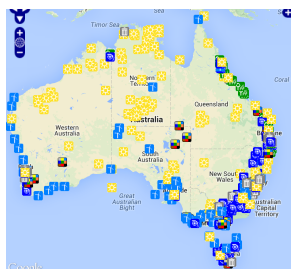 Timor Sea
Northern
Territory
Coral
Queensland
Western
Australia
Australia
South
Australia
Brisbane
New South
Wales
Great
Australian
Bight
Australian
Capital
Territory